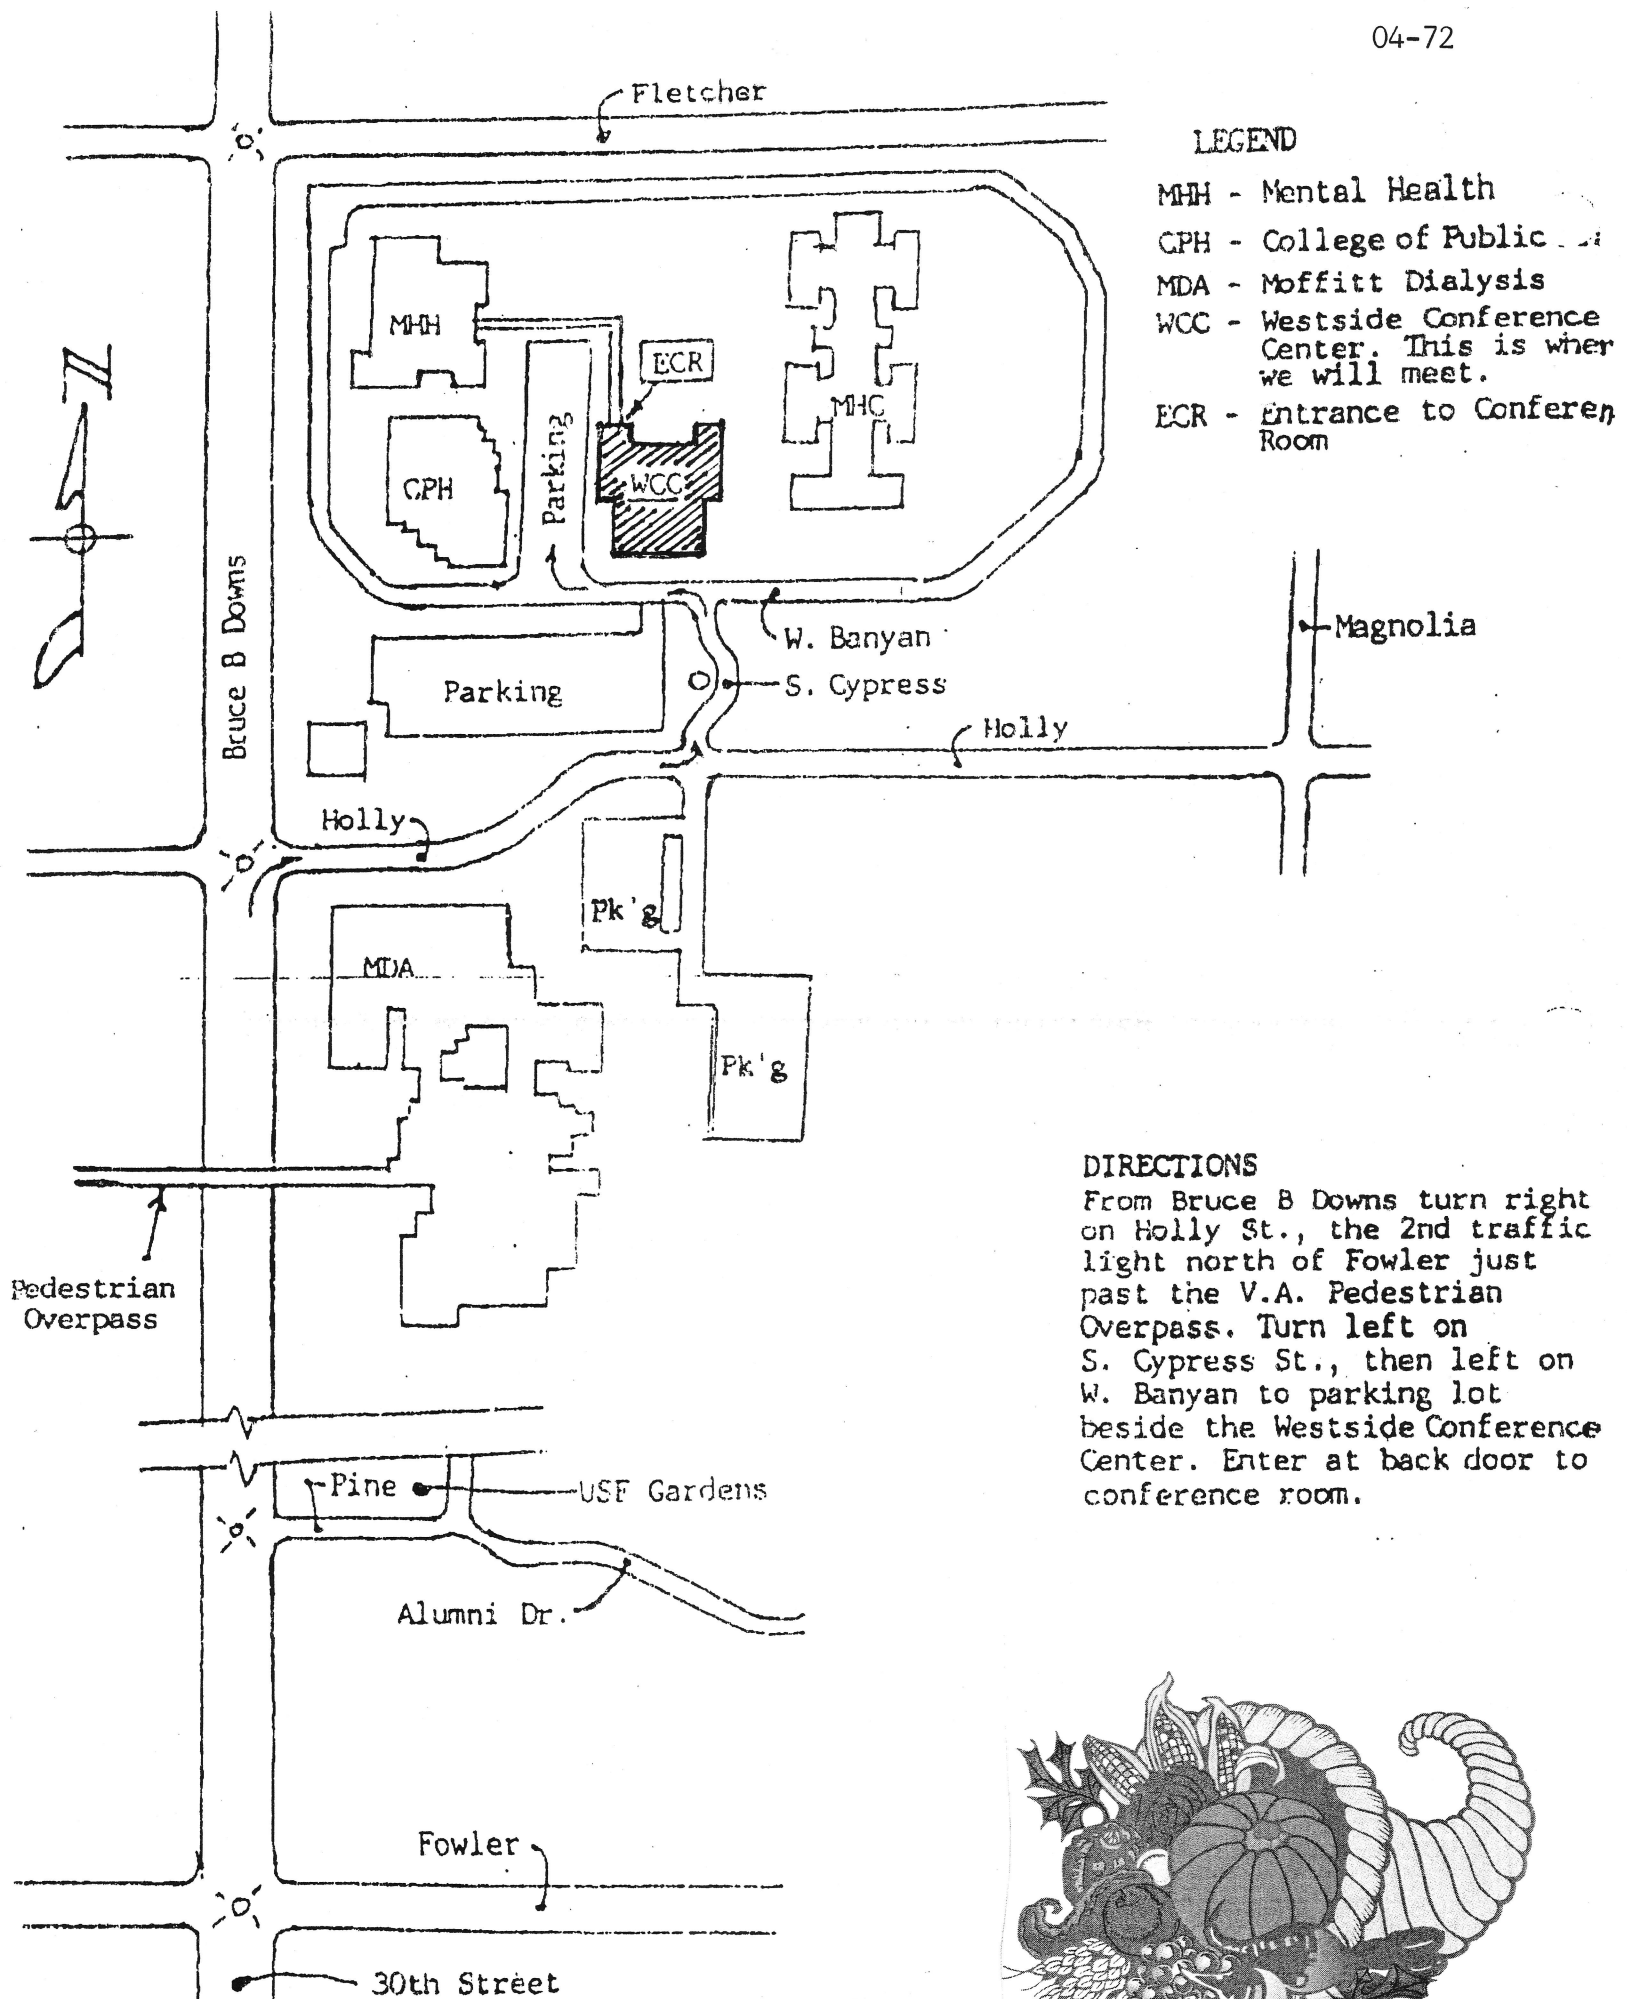 04-72
Fletcher
LEGEND
MHH - Mental Health
CPH - College of Public
MDA - Moffitt Dialysis
WCC - Westside Conference
Center. This is wher
we will meet.
ECR - Entrance to Conferen
Room
N
MHH
ECR
MHC
Parking
CPH
WCC
Bruce B Downs
W. Banyan
Magnolia
S. Cypress
Parking
Holly
Holly
Pk'g
MDA
Pk'g
Pedestrian
Overpass
DIRECTIONS
From Bruce B Downs turn right
on Holly St., the 2nd traffic
light north of Fowler just
past the V.A. Pedestrian
Overpass. Turn left on
S. Cypress St., then left on
W. Banyan to parking lot
beside the Westside Conference
Center. Enter at back door to
conference room.
Pine
USF Gardens
Alumni Dr.
Fowler
30th Street